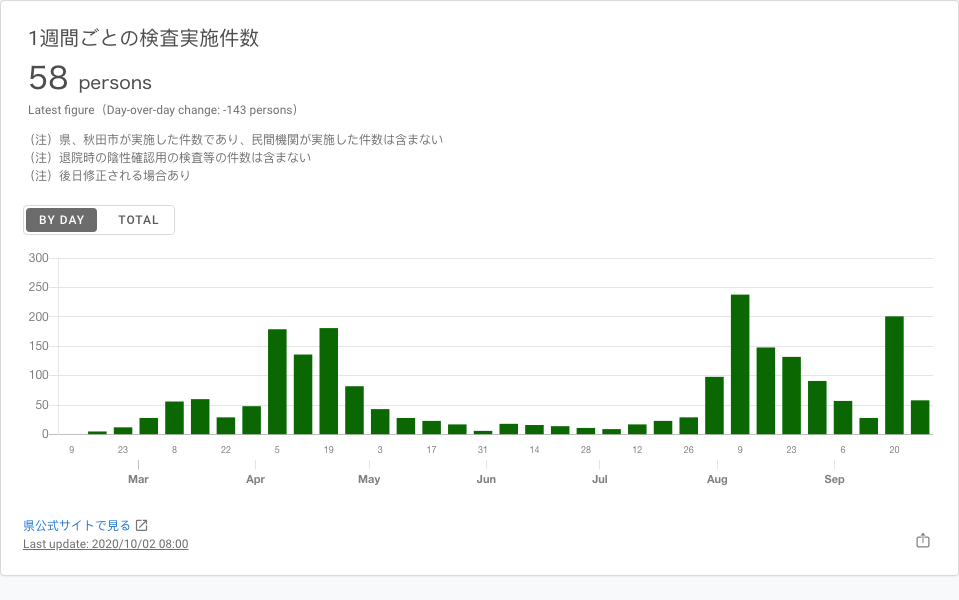 1週間ごとの検査実施件数
58 persons
Latest figure（Day-over-day change: -143 persons）
（注）県、秋田市が実施した件数であり、民間機関が実施した件数は含まない
（注）退院時の陰性確認用の検査等の件数は含まない
（注）後日修正される場合あり
BY DAY TOTAL
300
250
200
150
100
50
0
9 23 8 22 5 19 3 17 31 14 28 12 26 9 23 6 20
Mar Apr May Jun Jul Aug Sep
県公式サイトで見る
Last update: 2020/10/02 08:00